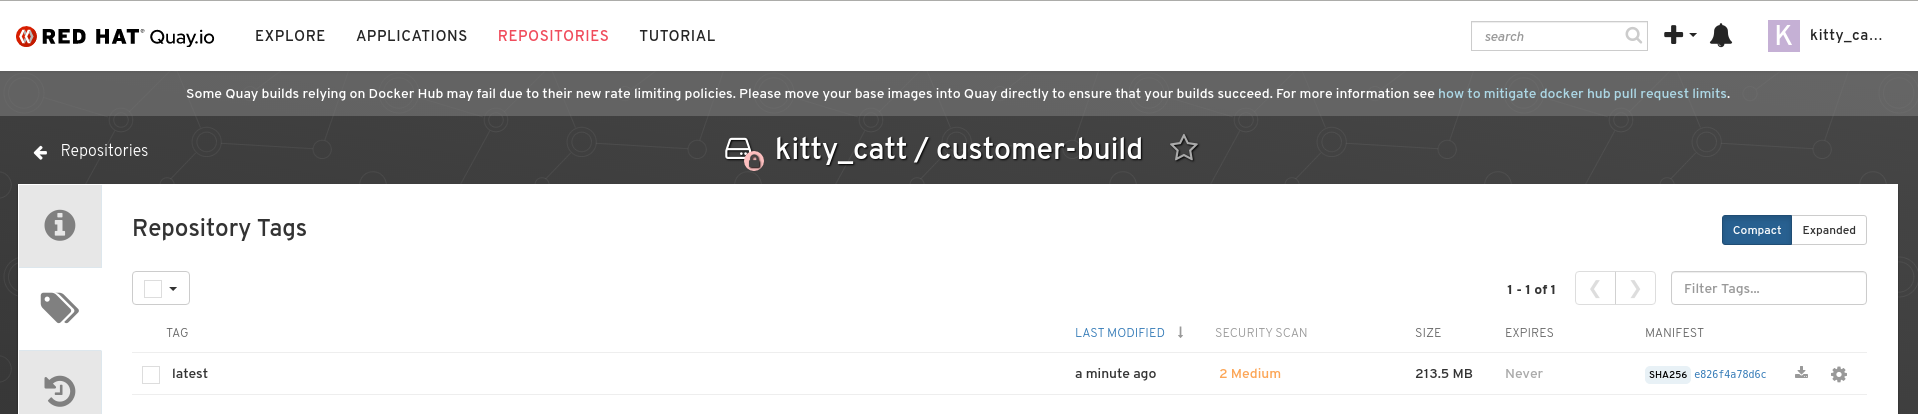 RED HAT® Quay.io EXPLORE APPLICATIONS REPOSITORIES TUTORIAL search K kitty_ca...
Some Quay builds relying on Docker Hub may fail due to their new rate limiting policies. Please move your base images into Quay directly to ensure that your builds succeed. For more information see how to mitigate docker hub pull request limits.
Repositories kitty_catt / customer-build
Repository Tags Compact Expanded
1 - 1 of 1 Filter Tags...
TAG LAST MODIFIED SECURITY SCAN SIZE EXPIRES MANIFEST
latest a minute ago 2 Medium 213.5 MB Never SHA256 e826f4a78d6c